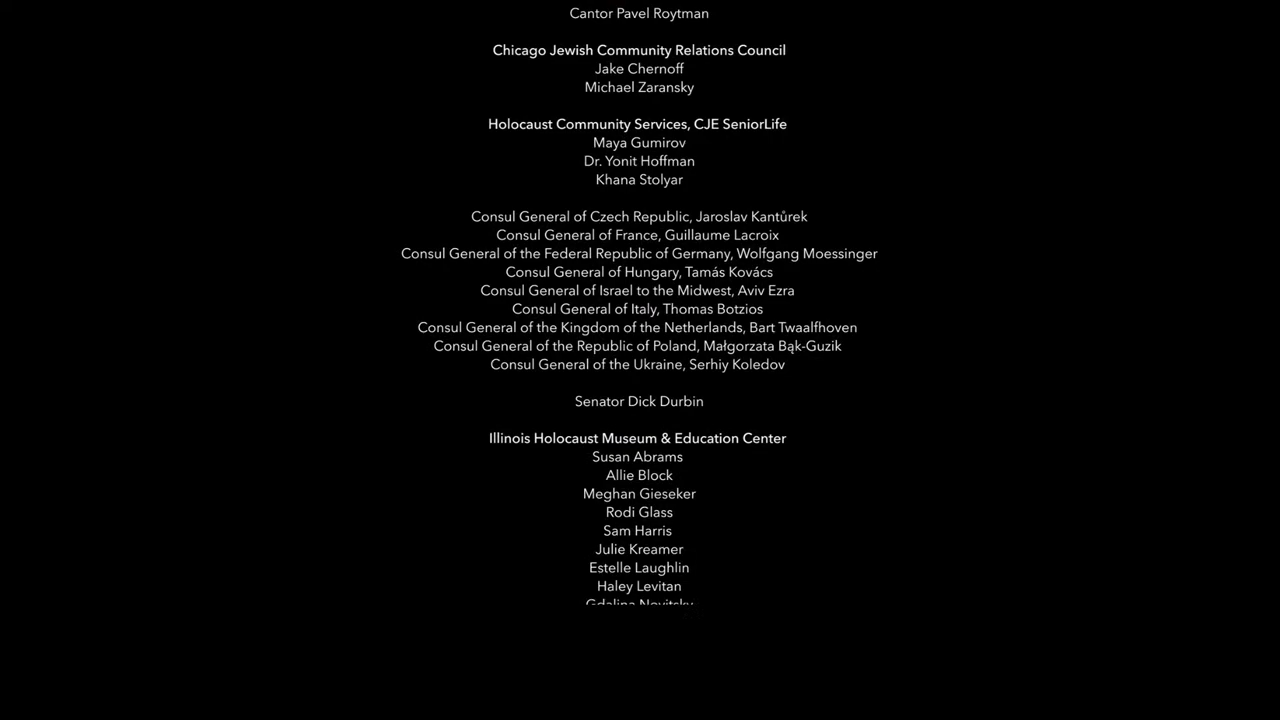 Cantor Pavel Roytman
Chicago Jewish Community Relations Council
Jake Chernoff
Michael Zaransky
Holocaust Community Services, CJE SeniorLife
Maya Gumirov
Dr. Yonit Hoffman
Khana Stolyar
Consul General of Czech Republic, Jaroslav Kantůrek
Consul General of France, Guillaume Lacroix
Consul General of the Federal Republic of Germany, Wolfgang Moessinger
Consul General of Hungary, Tamás Kovács
Consul General of Israel to the Midwest, Aviv Ezra
Consul General of Italy, Thomas Botzios
Consul General of the Kingdom of the Netherlands, Bart Twaalfhoven
Consul General of the Republic of Poland, Małgorzata Bąk-Guzik
Consul General of the Ukraine, Serhiy Koledov
Senator Dick Durbin
Illinois Holocaust Museum & Education Center
Susan Abrams
Allie Block
Meghan Gieseker
Rodi Glass
Sam Harris
Julie Kreamer
Estelle Laughlin
Haley Levitan